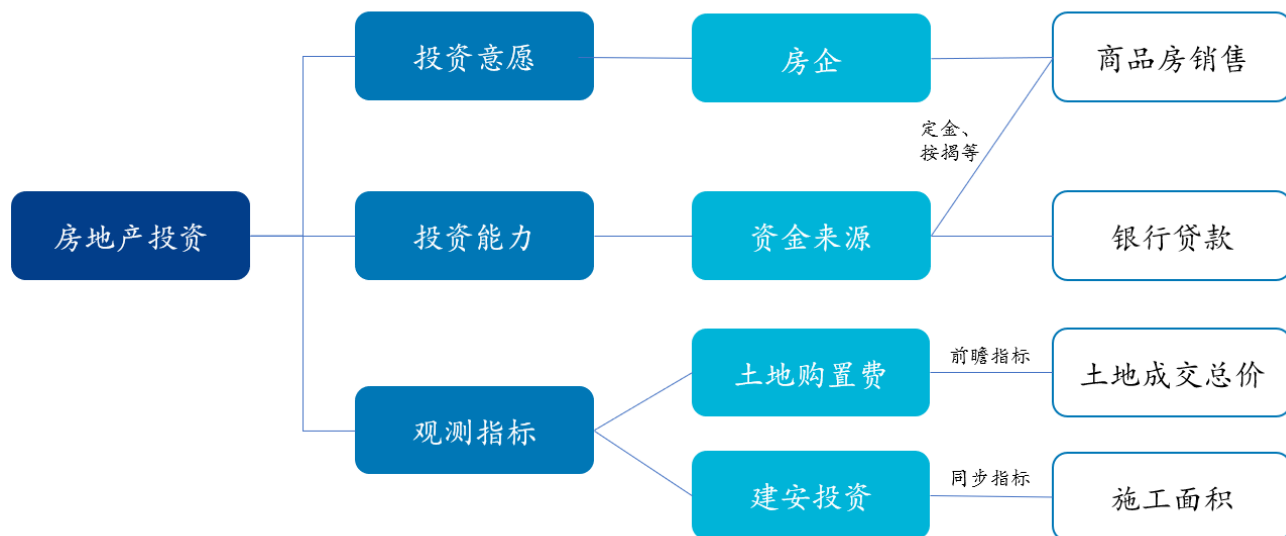 投资意愿
房企
商品房销售
定金、
按揭等
房地产投资
投资能力
资金来源
银行贷款
观测指标
土地购置费
前瞻指标
土地成交总价
建安投资
同步指标
施工面积